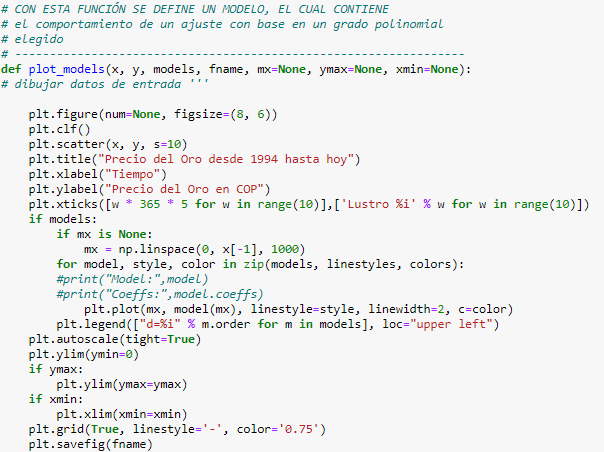 # CON ESTA FUNCIÓN SE DEFINE UN MODELO, EL CUAL CONTIENE
# el comportamiento de un ajuste con base en un grado polinomial
# elegido
# -----------------------------------------------------------------
def plot_models(x, y, models, fname, mx=None, ymax=None, xmin=None):
# dibujar datos de entrada '''
    plt.figure(num=None, figsize=(8, 6))
    plt.clf()
    plt.scatter(x, y, s=10)
    plt.title("Precio del Oro desde 1994 hasta hoy")
    plt.xlabel("Tiempo")
    plt.ylabel("Precio del Oro en COP")
    plt.xticks([w * 365 * 5 for w in range(10)],['Lustro %i' % w for w in range(10)])
    if models:
        if mx is None:
            mx = np.linspace(0, x[-1], 1000)
        for model, style, color in zip(models, linestyles, colors):
        #print("Model:",model)
        #print("Coeffs:",model.coeffs)
            plt.plot(mx, model(mx), linestyle=style, linewidth=2, c=color)
        plt.legend(["d=%i" % m.order for m in models], loc="upper left")
    plt.autoscale(tight=True)
    plt.ylim(ymin=0)
    if ymax:
        plt.ylim(ymax=ymax)
    if xmin:
        plt.xlim(xmin=xmin)
    plt.grid(True, linestyle='-', color='0.75')
    plt.savefig(fname)